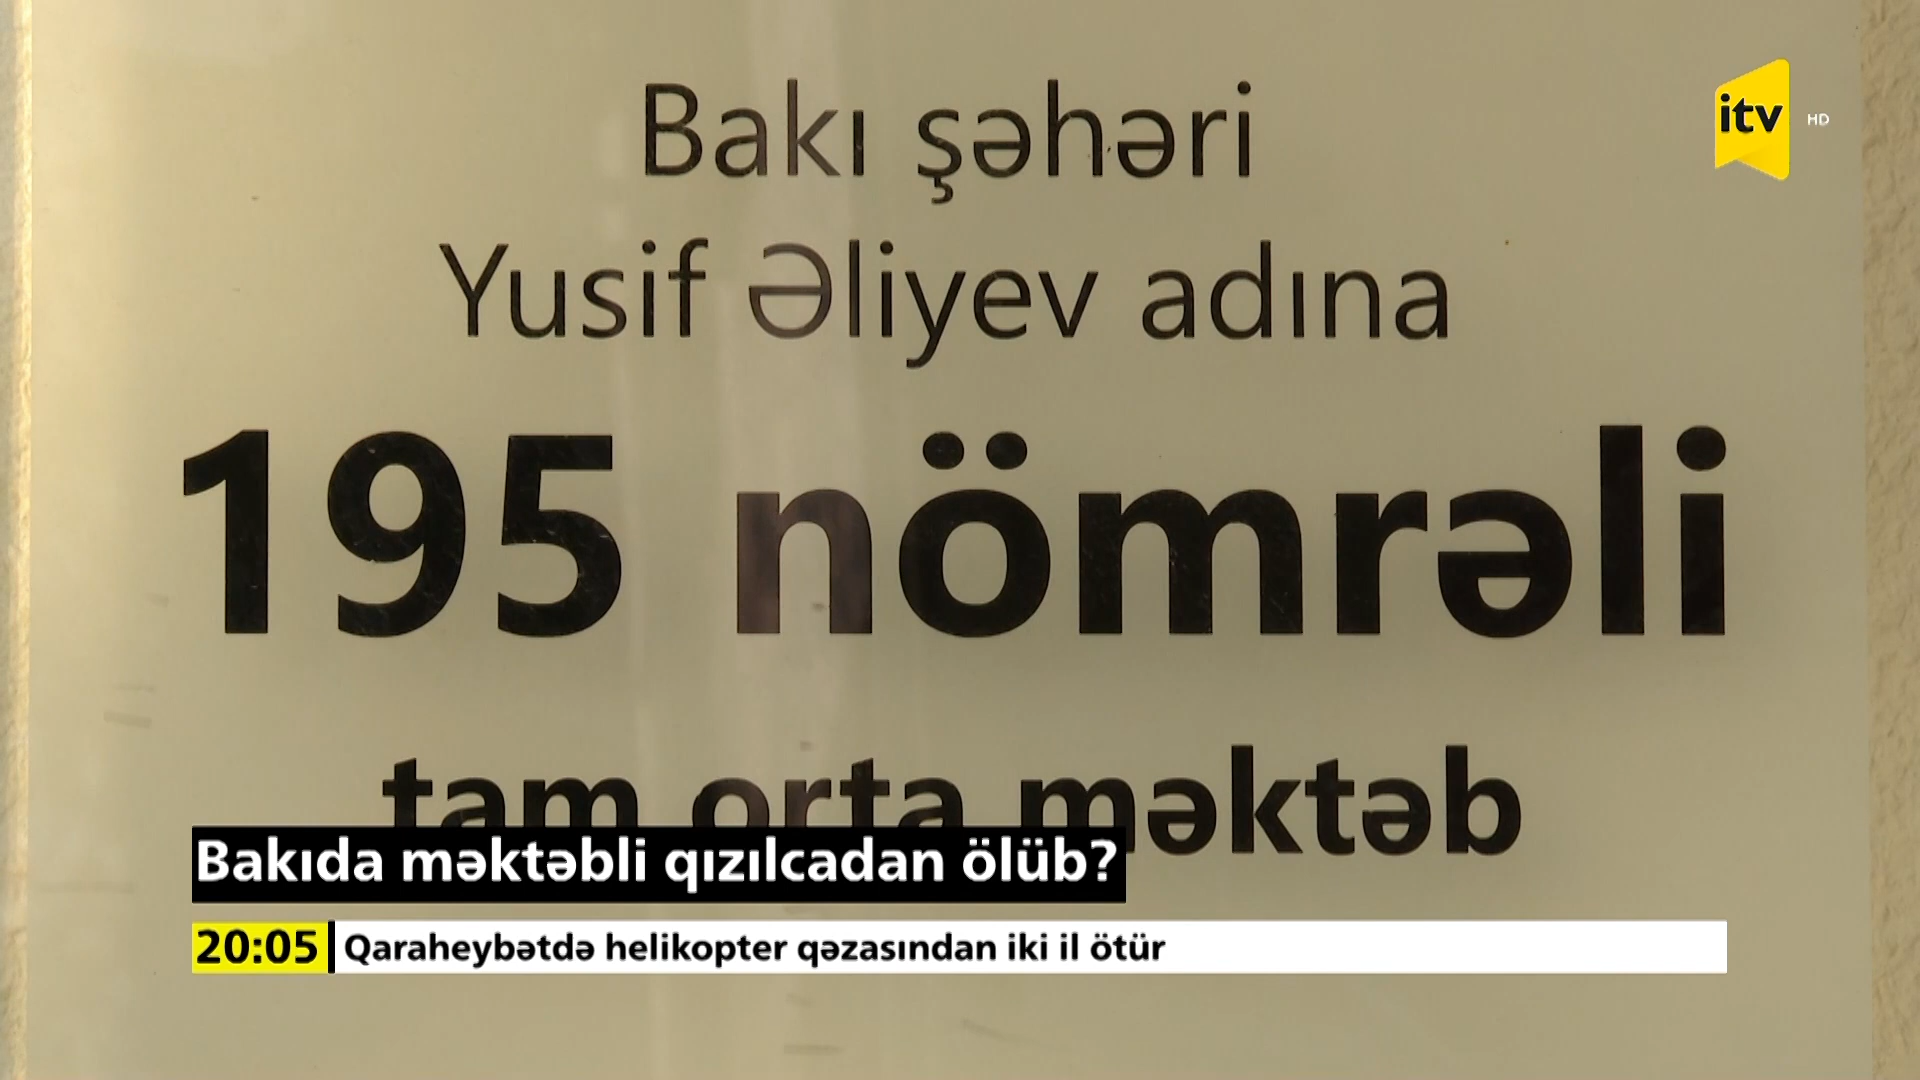 Bakı şəhəri
itv HD
Yusif Əliyev adına
195 nömrəli
tam orta məktəb
Bakıda məktəbli qızılcadan ölüb?
20:05 Qaraheybətdə helikopter qəzasından iki il ötür